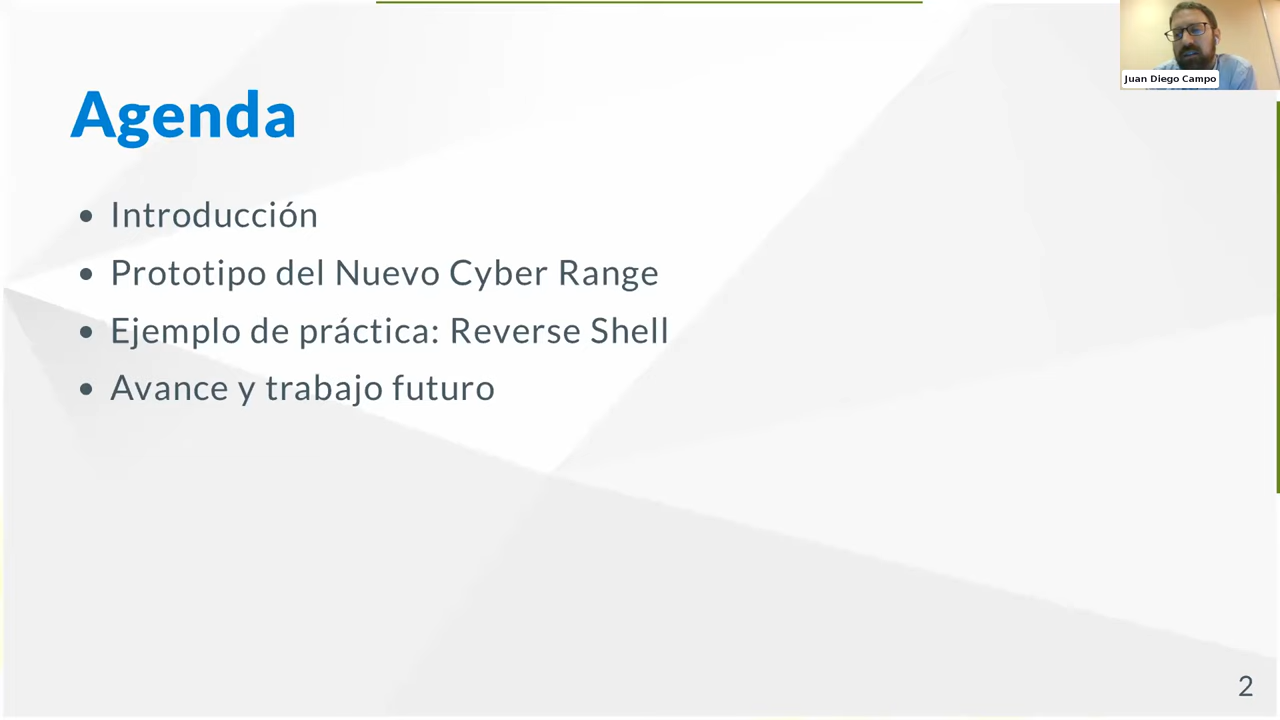 Juan Diego Campo
Agenda
• Introducción
• Prototipo del Nuevo Cyber Range
• Ejemplo de práctica: Reverse Shell
• Avance y trabajo futuro
2